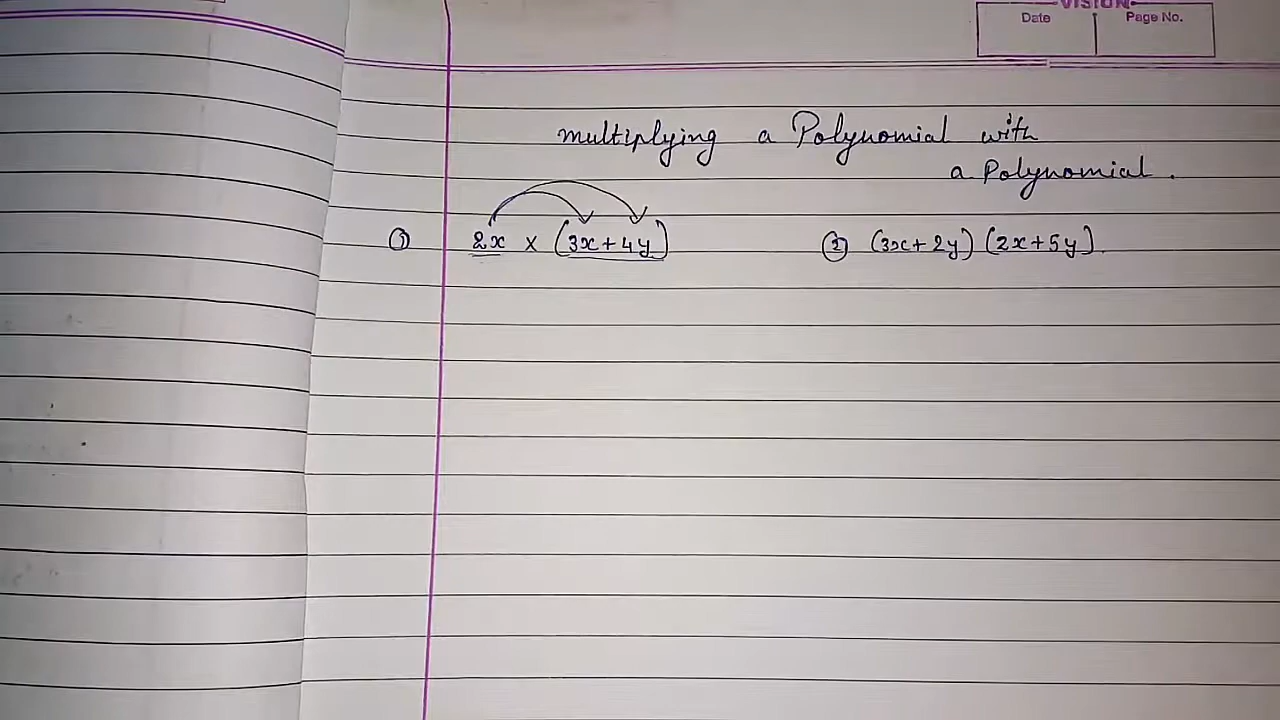 VISION
Date Page No.
multiplying a Polynomial with
a Polynomial.
① 2x × (3x+4y) ② (3x+2y) (2x+5y)